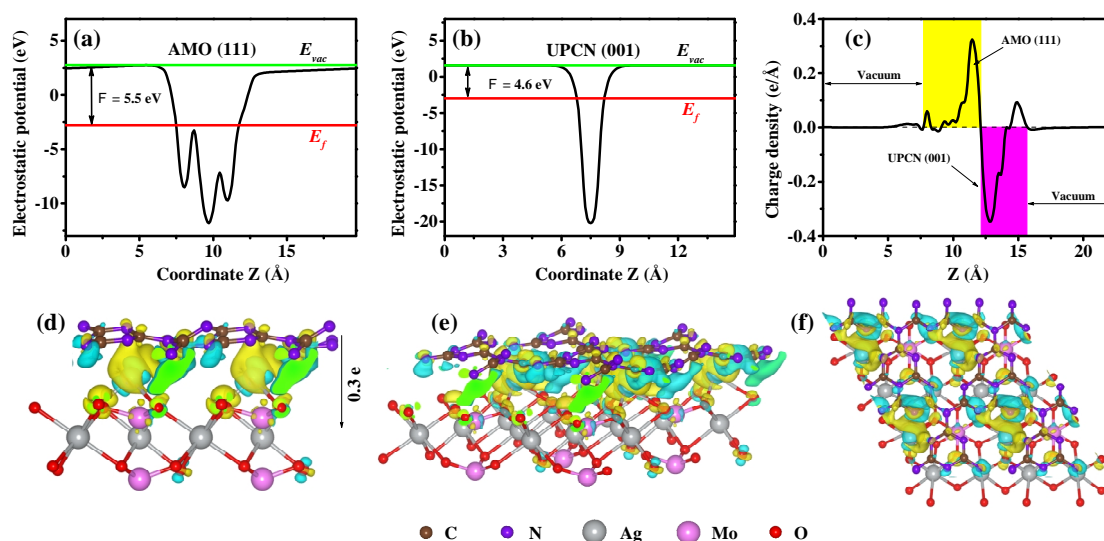 (a)
AMO (111)
E_vac
F = 5.5 eV
E_f
Electrostatic potential (eV)
5
0
-5
-10
0 5 10 15
Coordinate Z (Å)
(b)
UPCN (001)
E_vac
F = 4.6 eV
E_f
Electrostatic potential (eV)
5
0
-5
-10
-15
-20
0 3 6 9 12
Coordinate Z (Å)
(c)
AMO (111)
Vacuum
UPCN (001)
Vacuum
Charge density (e/Å)
0.4
0.2
0.0
-0.2
-0.4
0 5 10 15 20
Z (Å)
(d)
0.3 e
(e)
(f)
C N Ag Mo O